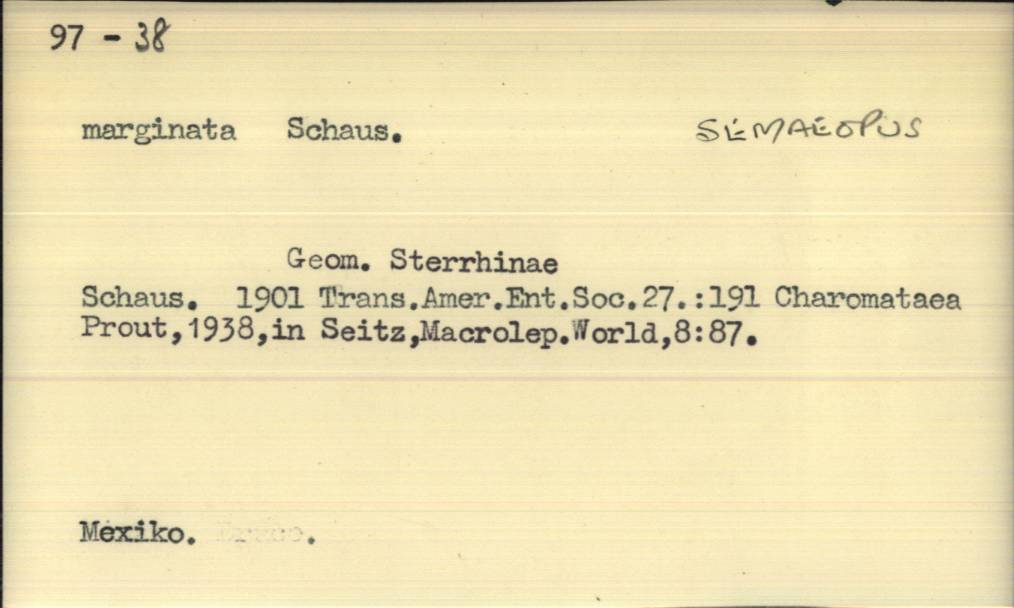 97 - 38
marginata Schaus. SEMAEOPUS
Geom. Sterrhinae
Schaus. 1901 Trans.Amer.Ent.Soc.27.:191 Charomataea
Prout,1938,in Seitz,Macrolep.World,8:87.
Mexiko.